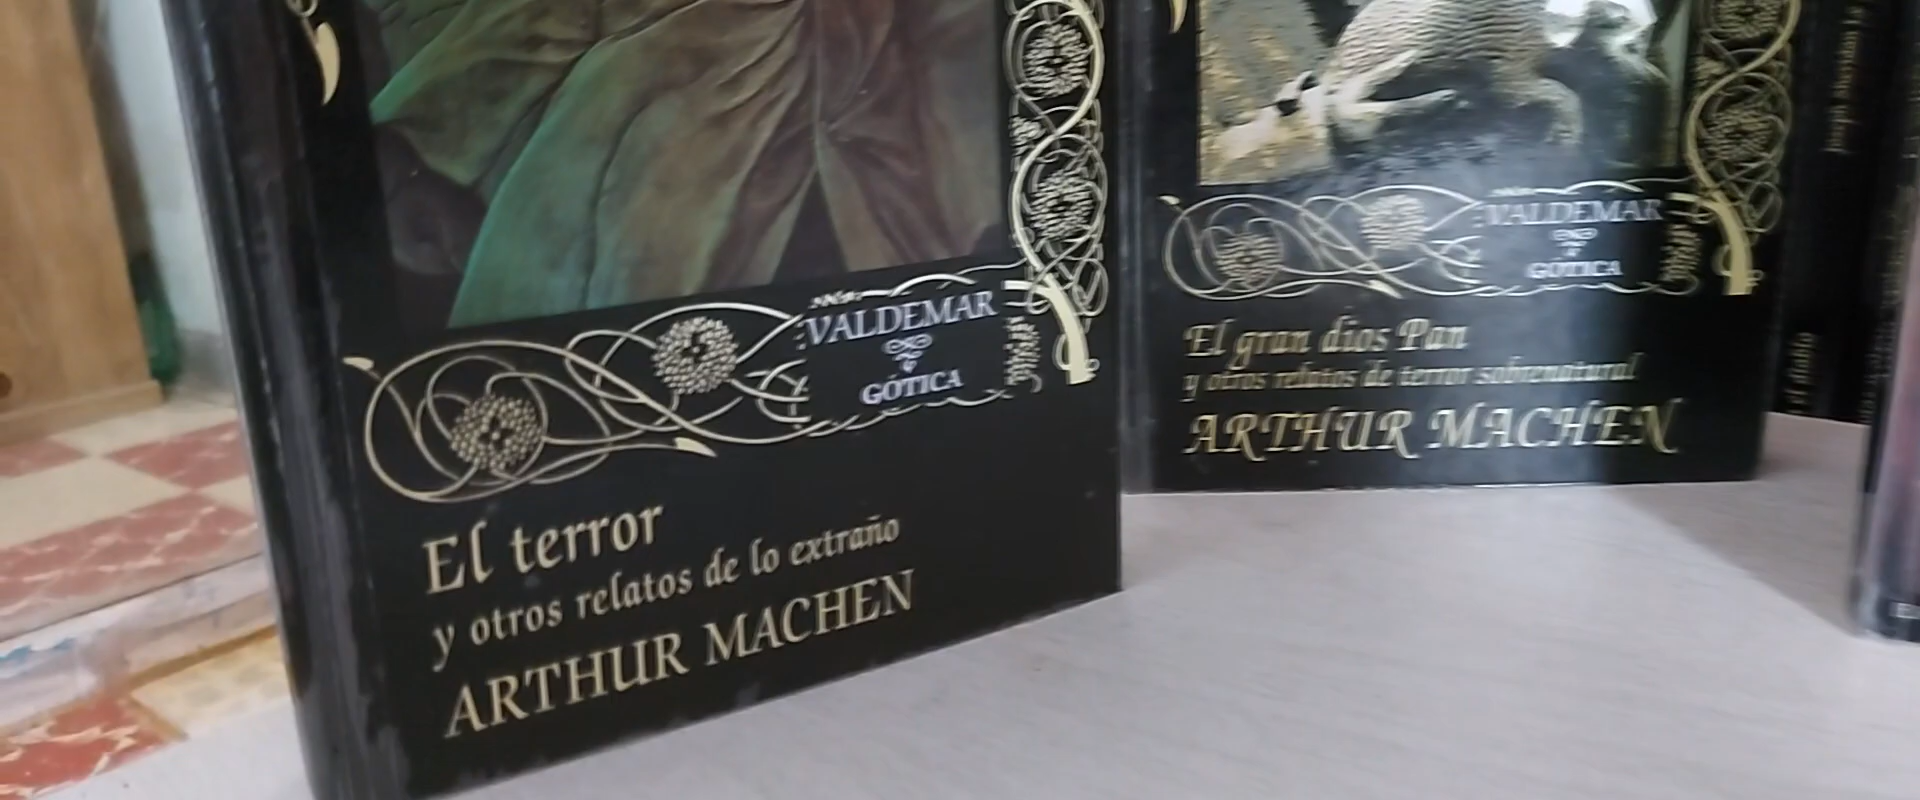 VALDEMAR
GÓTICA
El terror
y otros relatos de lo extraño
ARTHUR MACHEN
VALDEMAR
GÓTICA
El gran dios Pan
y otros relatos de terror sobrenatural
ARTHUR MACHEN